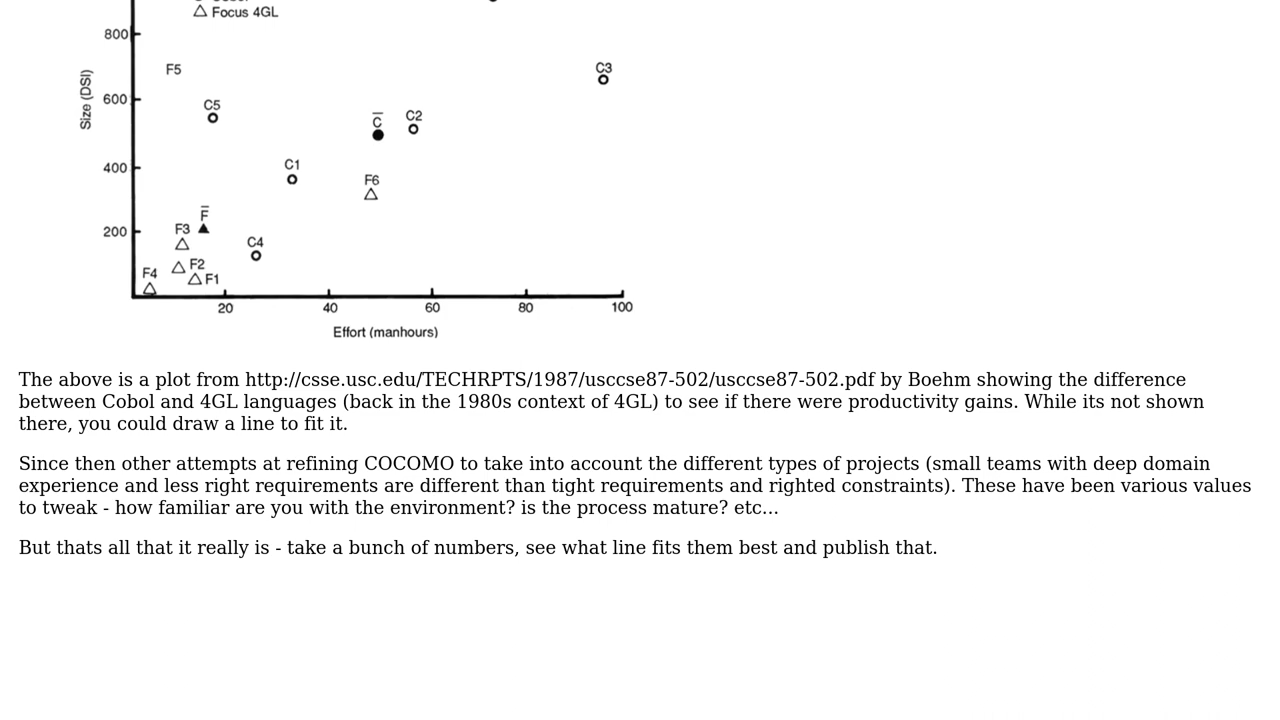 △ Focus 4GL
800
F5
C3
Size (DSI)
600
C5
C̅
C2
400
C1
F6
F̅
200
F3
C4
F2
F4
F1
20 40 60 80 100
Effort (manhours)
The above is a plot from http://csse.usc.edu/TECHRPTS/1987/usccse87-502/usccse87-502.pdf by Boehm showing the difference
between Cobol and 4GL languages (back in the 1980s context of 4GL) to see if there were productivity gains. While its not shown
there, you could draw a line to fit it.
Since then other attempts at refining COCOMO to take into account the different types of projects (small teams with deep domain
experience and less right requirements are different than tight requirements and righted constraints). These have been various values
to tweak - how familiar are you with the environment? is the process mature? etc...
But thats all that it really is - take a bunch of numbers, see what line fits them best and publish that.